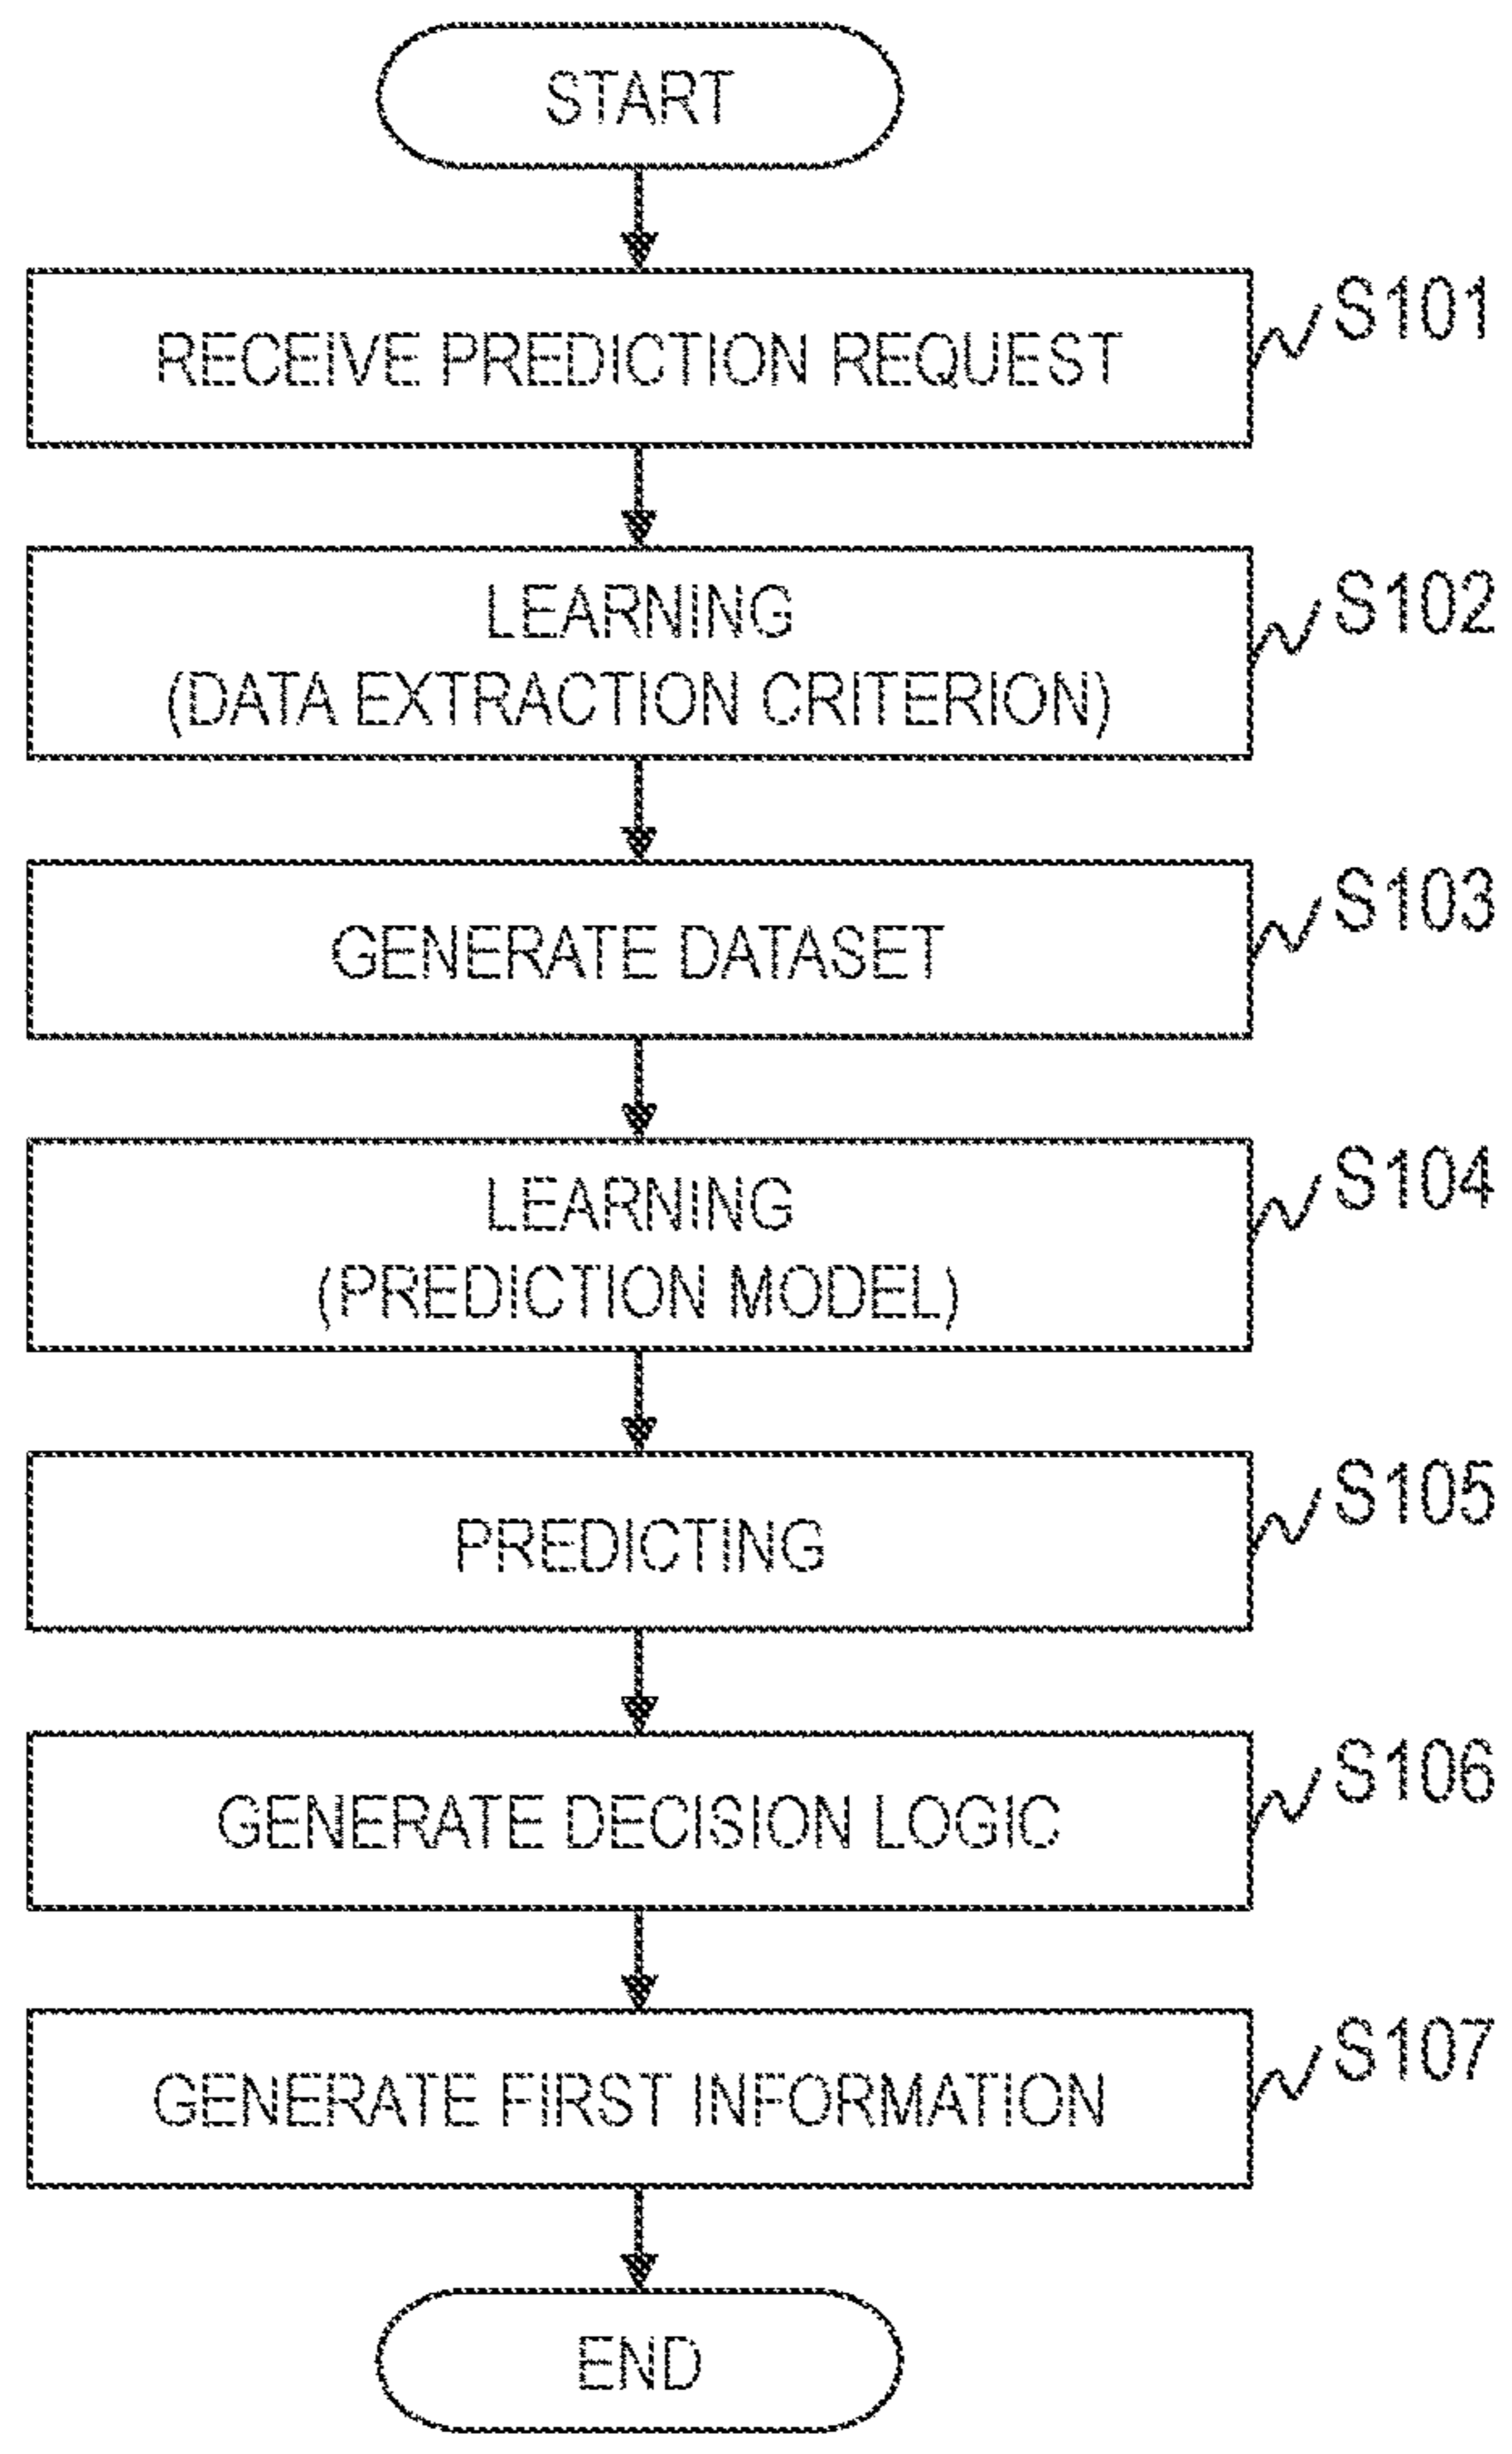 START
RECEIVE PREDICTION REQUEST
S101
LEARNING
(DATA EXTRACTION CRITERION)
S102
GENERATE DATASET
S103
LEARNING
(PREDICTION MODEL)
S104
PREDICTING
S105
GENERATE DECISION LOGIC
S106
GENERATE FIRST INFORMATION
S107
END